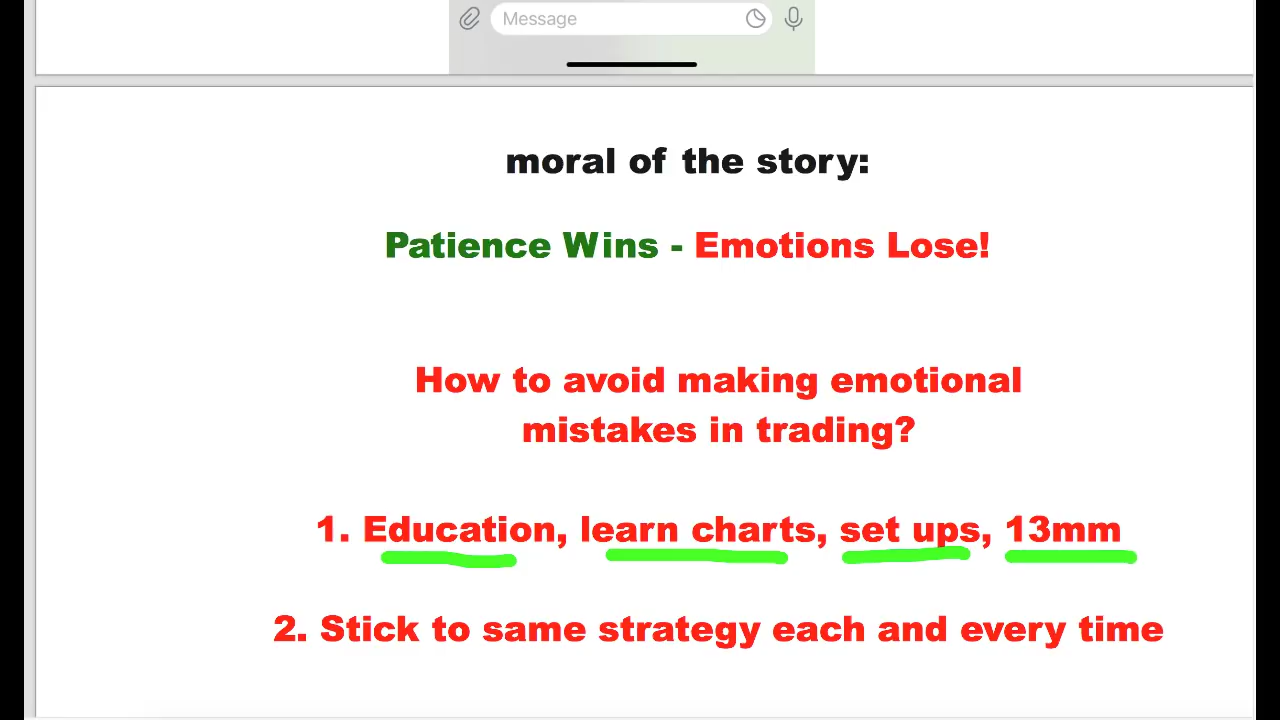 Message
moral of the story:
Patience Wins - Emotions Lose!
How to avoid making emotional
mistakes in trading?
1. Education, learn charts, set ups, 13mm
2. Stick to same strategy each and every time